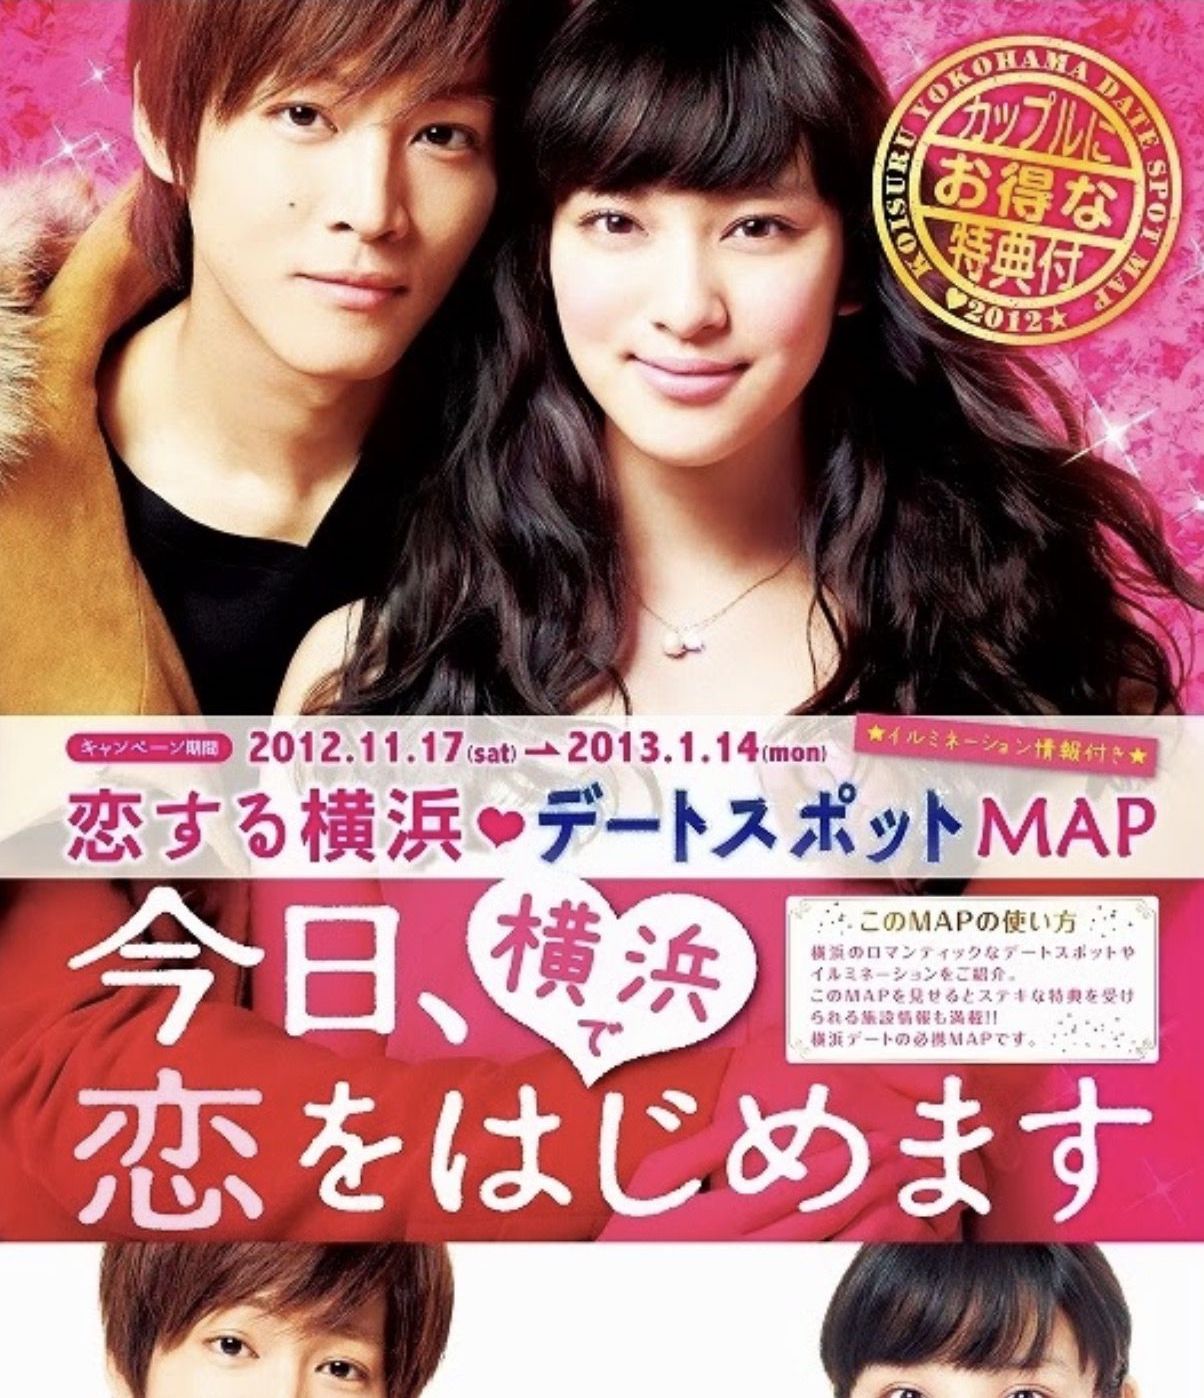 KOISURU YOKOHAMA DATE SPOT MAP
カップルに
お得な
特典付
♥2012★
キャンペーン期間 2012.11.17(sat)→2013.1.14(mon)
★イルミネーション情報付き★
恋する横浜♥デートスポットMAP
今日、横浜で
恋をはじめます
このMAPの使い方
横浜のロマンティックなデートスポットや
イルミネーションをご紹介。
このMAPを見せるとステキな特典を受け
られる施設情報も満載!!
横浜デートの必携MAPです。